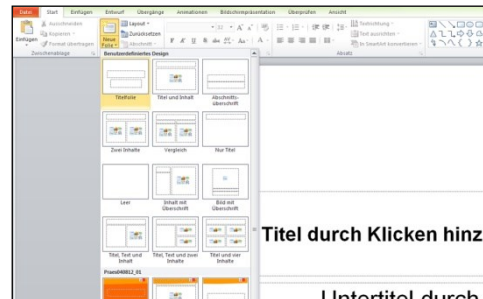 Datei Start Einfügen Entwurf Übergänge Animationen Bildschirmpräsentation Überprüfen Ansicht
Ausschneiden
Kopieren
Format übertragen
Einfügen
Neue Folie
Layout
Zurücksetzen
Abschnitt
Textrichtung
Text ausrichten
In SmartArt konvertieren
Zwischenablage
Absatz
Benutzerdefiniertes Design
Titelfolie Titel und Inhalt Abschnitts-
überschrift
Zwei Inhalte Vergleich Nur Titel
Leer Inhalt mit Bild mit
Überschrift Überschrift
Titel, Text und Titel, Text und zwei Titel und vier
Inhalt Inhalte Inhalte
Titel durch Klicken hinz
Untertitel durch